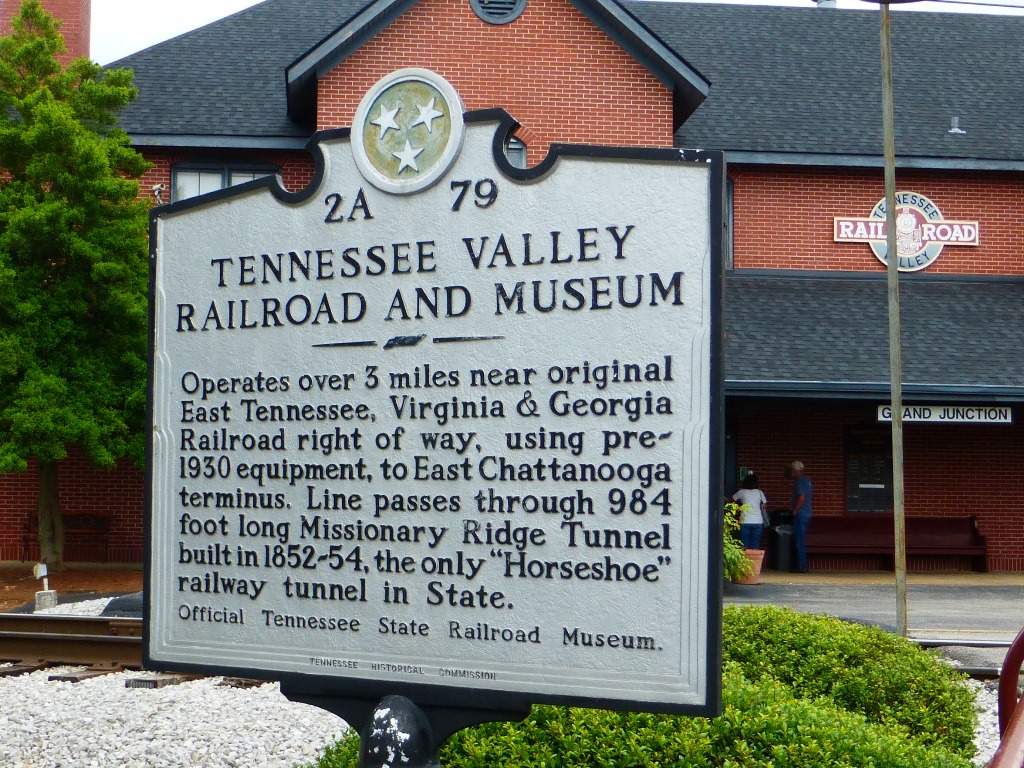 2A 79
TENNESSEE VALLEY
RAILROAD AND MUSEUM
Operates over 3 miles near original
East Tennessee, Virginia & Georgia
Railroad right of way, using pre-
1930 equipment, to East Chattanooga
terminus. Line passes through 984
foot long Missionary Ridge Tunnel
built in 1852-54, the only "Horseshoe"
railway tunnel in State.
Official Tennessee State Railroad Museum.
TENNESSEE HISTORICAL COMMISSION
TENNESSEE
RAIL ROAD
VALLEY
GRAND JUNCTION